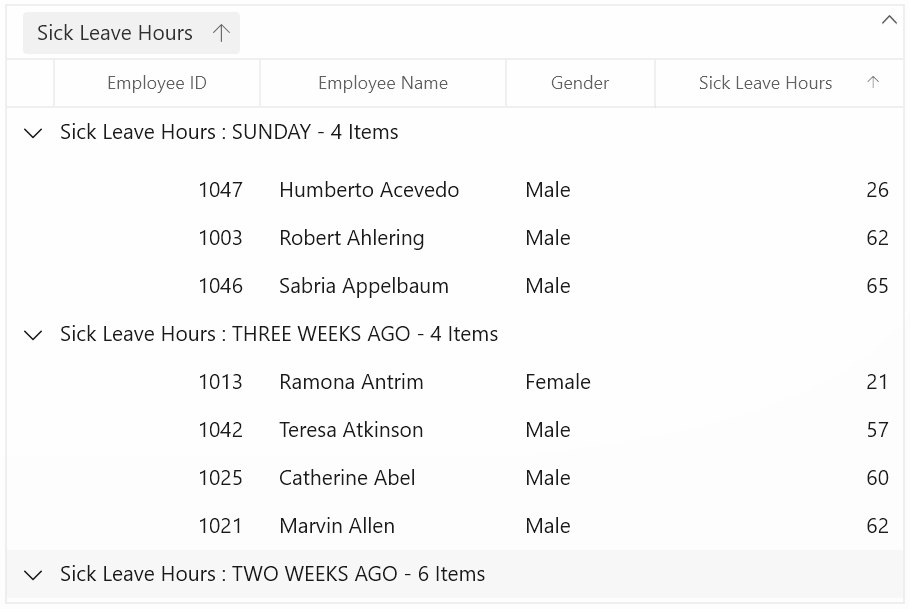 Sick Leave Hours
Employee ID Employee Name Gender Sick Leave Hours
Sick Leave Hours : SUNDAY - 4 Items
1047 Humberto Acevedo Male 26
1003 Robert Ahlering Male 62
1046 Sabria Appelbaum Male 65
Sick Leave Hours : THREE WEEKS AGO - 4 Items
1013 Ramona Antrim Female 21
1042 Teresa Atkinson Male 57
1025 Catherine Abel Male 60
1021 Marvin Allen Male 62
Sick Leave Hours : TWO WEEKS AGO - 6 Items